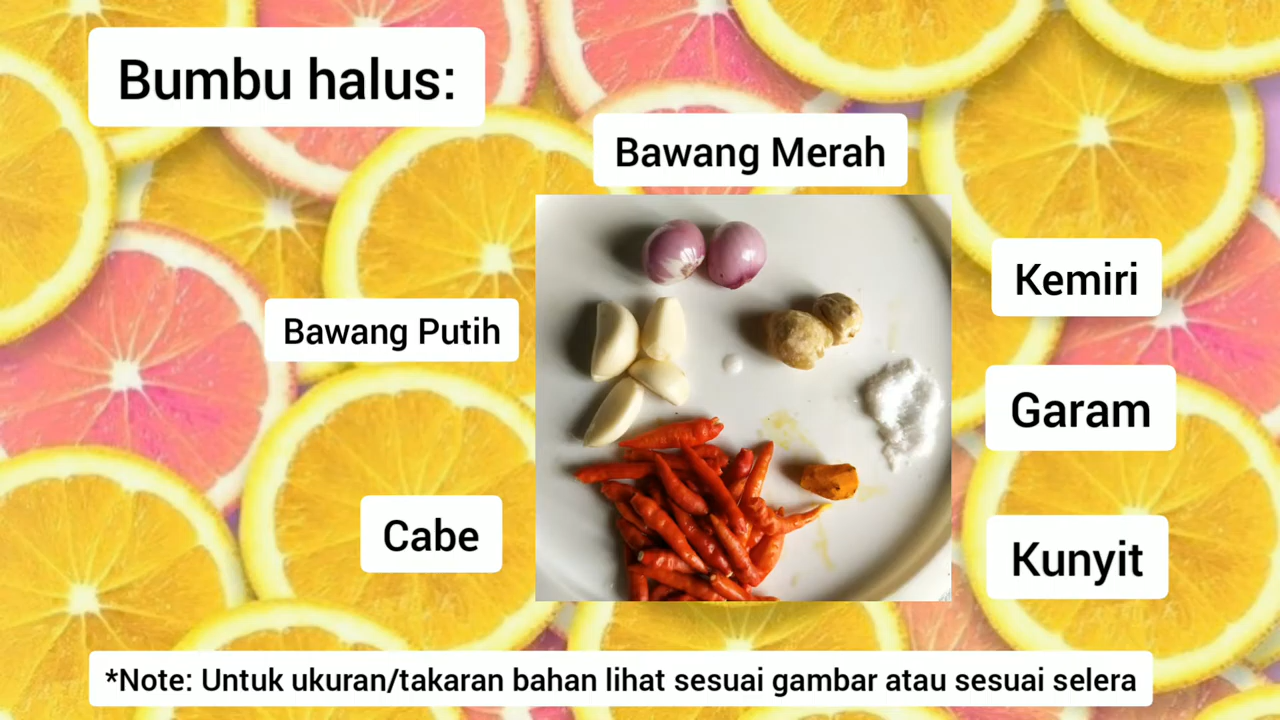 Bumbu halus:
Bawang Merah
Kemiri
Bawang Putih
Garam
Cabe
Kunyit
*Note: Untuk ukuran/takaran bahan lihat sesuai gambar atau sesuai selera